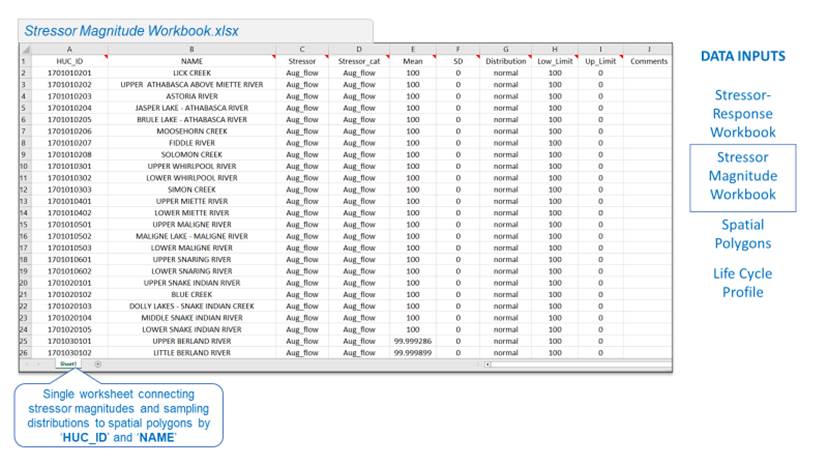 Stressor Magnitude Workbook.xlsx
A B C D E F G H I J
1 HUC_ID NAME Stressor Stressor_cat Mean SD Distribution Low_Limit Up_Limit Comments
2 1701010201 LICK CREEK Aug_flow Aug_flow 100 0 normal 100 0
3 1701010202 UPPER ATHABASCA ABOVE MIETTE RIVER Aug_flow Aug_flow 100 0 normal 100 0
4 1701010203 ASTORIA RIVER Aug_flow Aug_flow 100 0 normal 100 0
5 1701010204 JASPER LAKE - ATHABASCA RIVER Aug_flow Aug_flow 100 0 normal 100 0
6 1701010205 BRULE LAKE - ATHABASCA RIVER Aug_flow Aug_flow 100 0 normal 100 0
7 1701010206 MOOSEHORN CREEK Aug_flow Aug_flow 100 0 normal 100 0
8 1701010207 FIDDLE RIVER Aug_flow Aug_flow 100 0 normal 100 0
9 1701010208 SOLOMON CREEK Aug_flow Aug_flow 100 0 normal 100 0
10 1701010301 UPPER WHIRLPOOL RIVER Aug_flow Aug_flow 100 0 normal 100 0
11 1701010302 LOWER WHIRLPOOL RIVER Aug_flow Aug_flow 100 0 normal 100 0
12 1701010303 SIMON CREEK Aug_flow Aug_flow 100 0 normal 100 0
13 1701010401 UPPER MIETTE RIVER Aug_flow Aug_flow 100 0 normal 100 0
14 1701010402 LOWER MIETTE RIVER Aug_flow Aug_flow 100 0 normal 100 0
15 1701010501 UPPER MALIGNE RIVER Aug_flow Aug_flow 100 0 normal 100 0
16 1701010502 MALIGNE LAKE - MALIGNE RIVER Aug_flow Aug_flow 100 0 normal 100 0
17 1701010503 LOWER MALIGNE RIVER Aug_flow Aug_flow 100 0 normal 100 0
18 1701010601 UPPER SNARING RIVER Aug_flow Aug_flow 100 0 normal 100 0
19 1701010602 LOWER SNARING RIVER Aug_flow Aug_flow 100 0 normal 100 0
20 1701020101 UPPER SNAKE INDIAN RIVER Aug_flow Aug_flow 100 0 normal 100 0
21 1701020102 BLUE CREEK Aug_flow Aug_flow 100 0 normal 100 0
22 1701020103 DOLLY LAKES - SNAKE INDIAN CREEK Aug_flow Aug_flow 100 0 normal 100 0
23 1701020104 MIDDLE SNAKE INDIAN RIVER Aug_flow Aug_flow 100 0 normal 100 0
24 1701020105 LOWER SNAKE INDIAN RIVER Aug_flow Aug_flow 100 0 normal 100 0
25 1701030101 UPPER BERLAND RIVER Aug_flow Aug_flow 99.999286 0 normal 100 0
26 1701030102 LITTLE BERLAND RIVER Aug_flow Aug_flow 99.999899 0 normal 100 0
Sheet1
Single worksheet connecting
stressor magnitudes and sampling
distributions to spatial polygons by
'HUC_ID' and 'NAME'
DATA INPUTS
Stressor-
Response
Workbook
Stressor
Magnitude
Workbook
Spatial
Polygons
Life Cycle
Profile